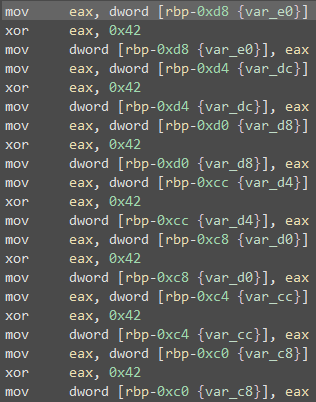 mov eax, dword [rbp-0xd8 {var_e0}]
xor eax, 0x42
mov dword [rbp-0xd8 {var_e0}], eax
mov eax, dword [rbp-0xd4 {var_dc}]
xor eax, 0x42
mov dword [rbp-0xd4 {var_dc}], eax
mov eax, dword [rbp-0xd0 {var_d8}]
xor eax, 0x42
mov dword [rbp-0xd0 {var_d8}], eax
mov eax, dword [rbp-0xcc {var_d4}]
xor eax, 0x42
mov dword [rbp-0xcc {var_d4}], eax
mov eax, dword [rbp-0xc8 {var_d0}]
xor eax, 0x42
mov dword [rbp-0xc8 {var_d0}], eax
mov eax, dword [rbp-0xc4 {var_cc}]
xor eax, 0x42
mov dword [rbp-0xc4 {var_cc}], eax
mov eax, dword [rbp-0xc0 {var_c8}]
xor eax, 0x42
mov dword [rbp-0xc0 {var_c8}], eax